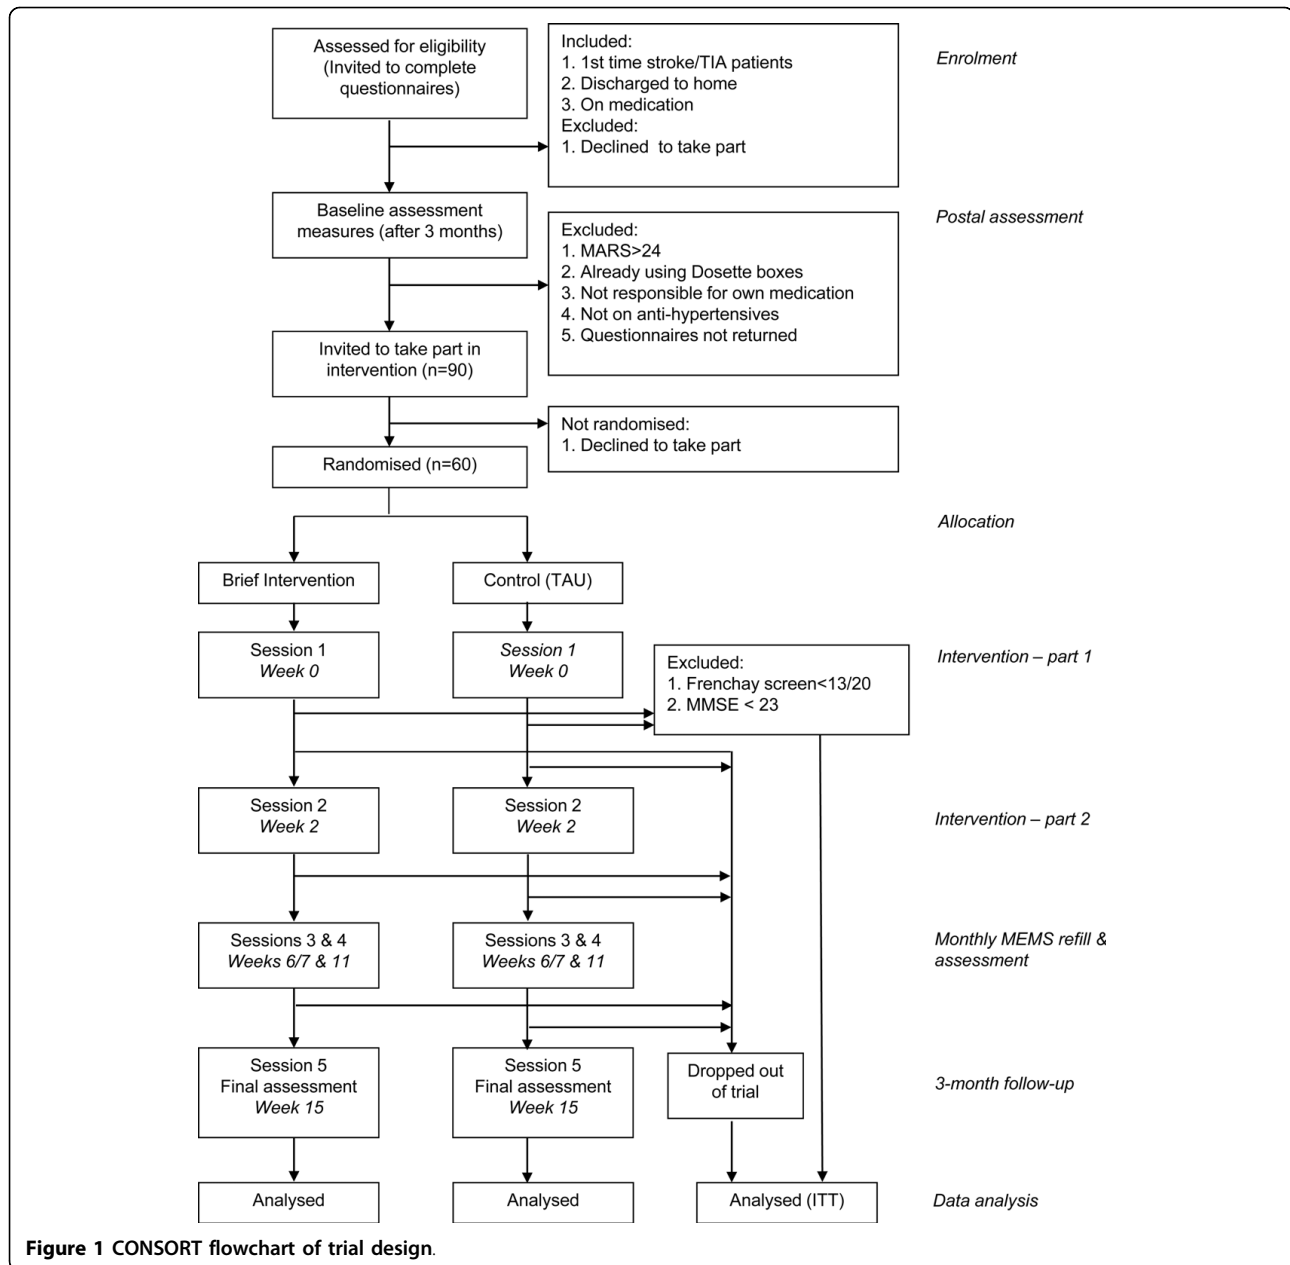 Assessed for eligibility
(Invited to complete
questionnaires)
Included:
1. 1st time stroke/TIA patients
2. Discharged to home
3. On medication
Excluded:
1. Declined to take part
Enrolment
Baseline assessment
measures (after 3 months)
Excluded:
1. MARS>24
2. Already using Dosette boxes
3. Not responsible for own medication
4. Not on anti-hypertensives
5. Questionnaires not returned
Postal assessment
Invited to take part in
intervention (n=90)
Not randomised:
1. Declined to take part
Randomised (n=60)
Allocation
Brief Intervention
Control (TAU)
Session 1
Week 0
Session 1
Week 0
Excluded:
1. Frenchay screen<13/20
2. MMSE < 23
Intervention – part 1
Session 2
Week 2
Session 2
Week 2
Intervention – part 2
Sessions 3 & 4
Weeks 6/7 & 11
Sessions 3 & 4
Weeks 6/7 & 11
Monthly MEMS refill &
assessment
Session 5
Final assessment
Week 15
Session 5
Final assessment
Week 15
Dropped out
of trial
3-month follow-up
Analysed
Analysed
Analysed (ITT)
Data analysis
Figure 1 CONSORT flowchart of trial design.